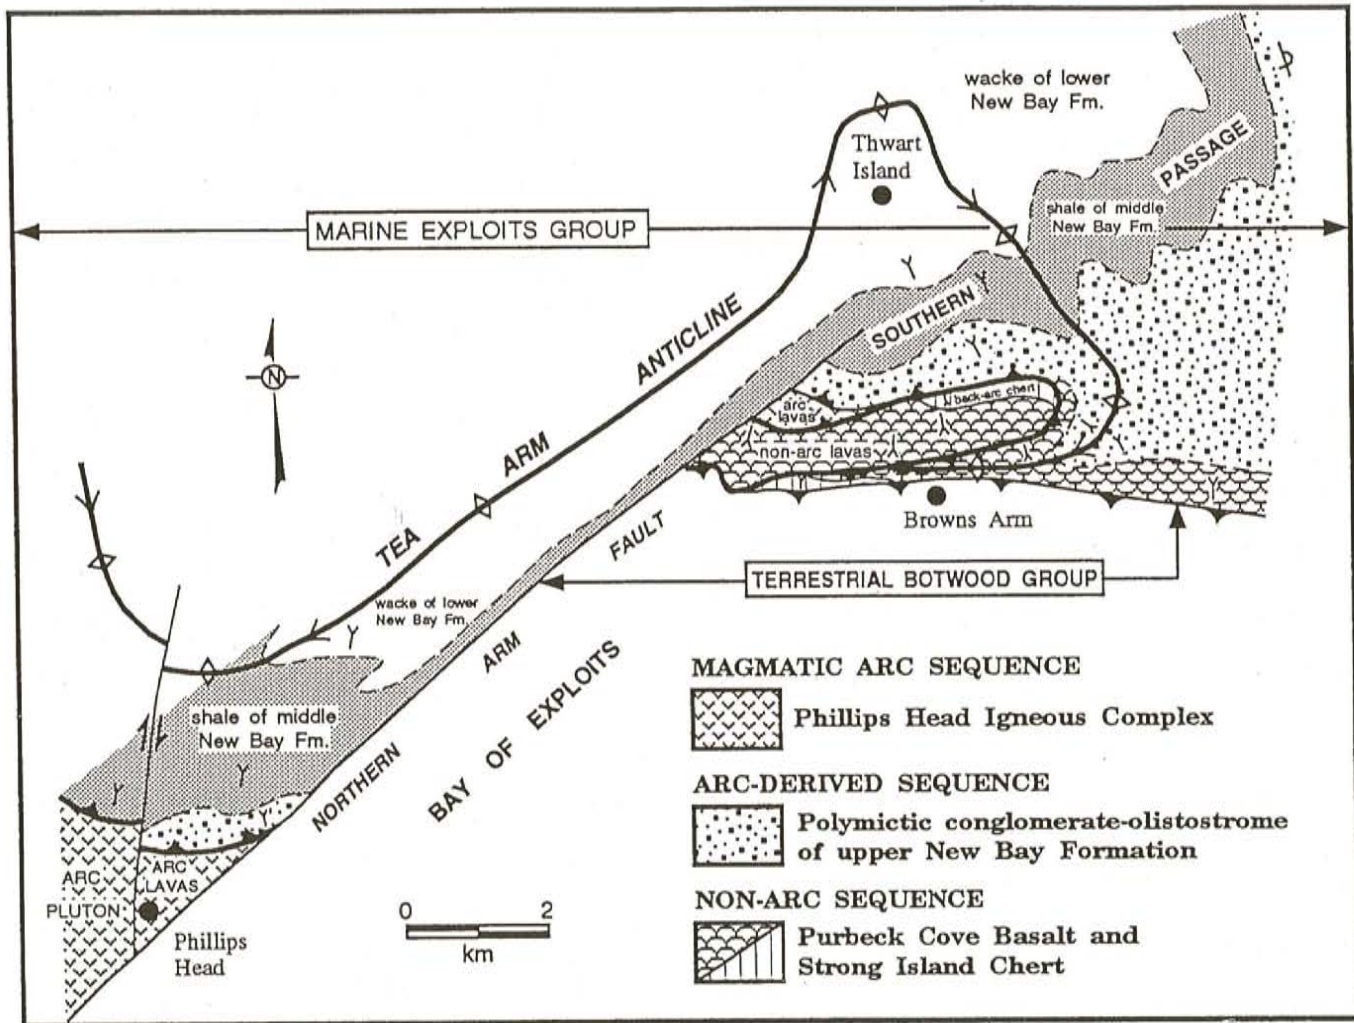 wacke of lower
New Bay Fm.
PASSAGE
Thwart
Island
shale of middle
New Bay Fm.
MARINE EXPLOITS GROUP
SOUTHERN
ANTICLINE
N
back-arc chert
arc
lavas
non-arc lavas
ARM
Browns Arm
TEA
FAULT
TERRESTRIAL BOTWOOD GROUP
wacke of lower
New Bay Fm.
ARM
BAY OF EXPLOITS
shale of middle
New Bay Fm.
NORTHERN
ARC
PLUTON
ARC
LAVAS
Phillips
Head
0 2
km
MAGMATIC ARC SEQUENCE
Phillips Head Igneous Complex
ARC-DERIVED SEQUENCE
Polymictic conglomerate-olistostrome
of upper New Bay Formation
NON-ARC SEQUENCE
Purbeck Cove Basalt and
Strong Island Chert